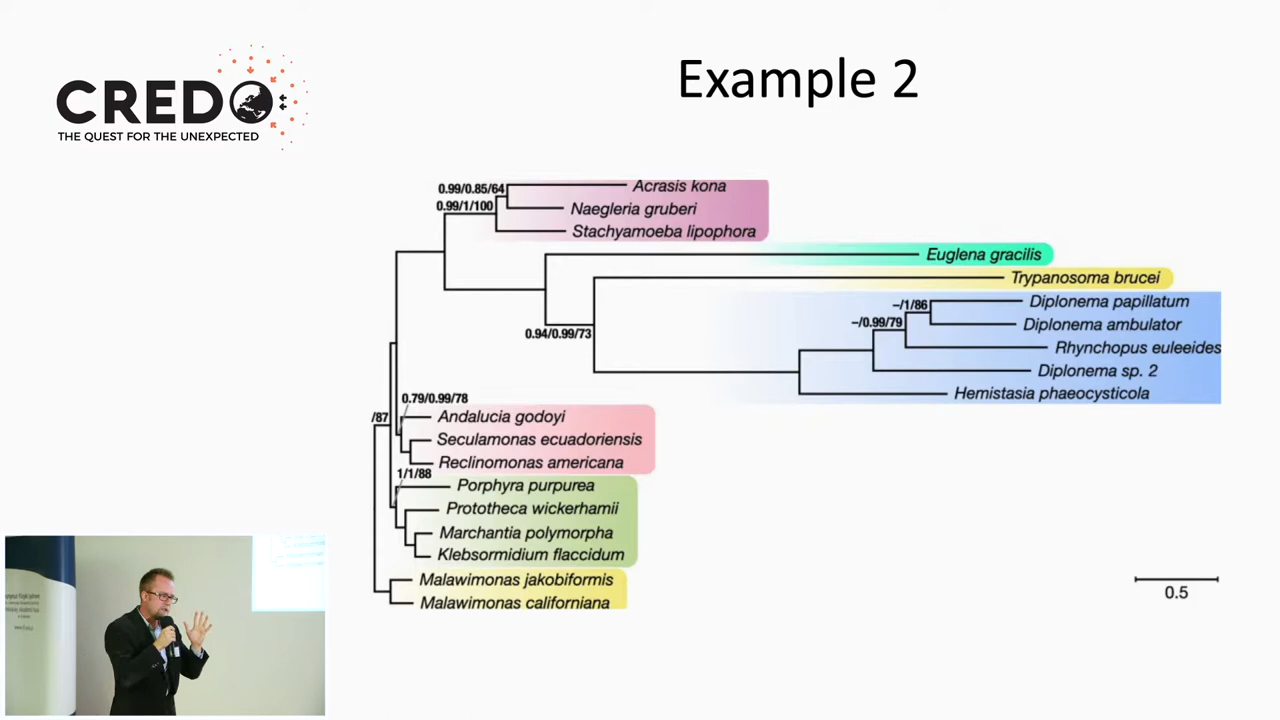 CREDO
THE QUEST FOR THE UNEXPECTED
Example 2
0.99/0.85/64
Acrasis kona
0.99/1/100
Naegleria gruberi
Stachyamoeba lipophora
Euglena gracilis
Trypanosoma brucei
–/1/86
Diplonema papillatum
–/0.99/79
Diplonema ambulator
0.94/0.99/73
Rhynchopus euleeides
Diplonema sp. 2
Hemistasia phaeocysticola
0.79/0.99/78
/87
Andalucia godoyi
Seculamonas ecuadoriensis
Reclinomonas americana
1/1/88
Porphyra purpurea
Prototheca wickerhamii
Marchantia polymorpha
Klebsormidium flaccidum
Malawimonas jakobiformis
Malawimonas californiana
0.5